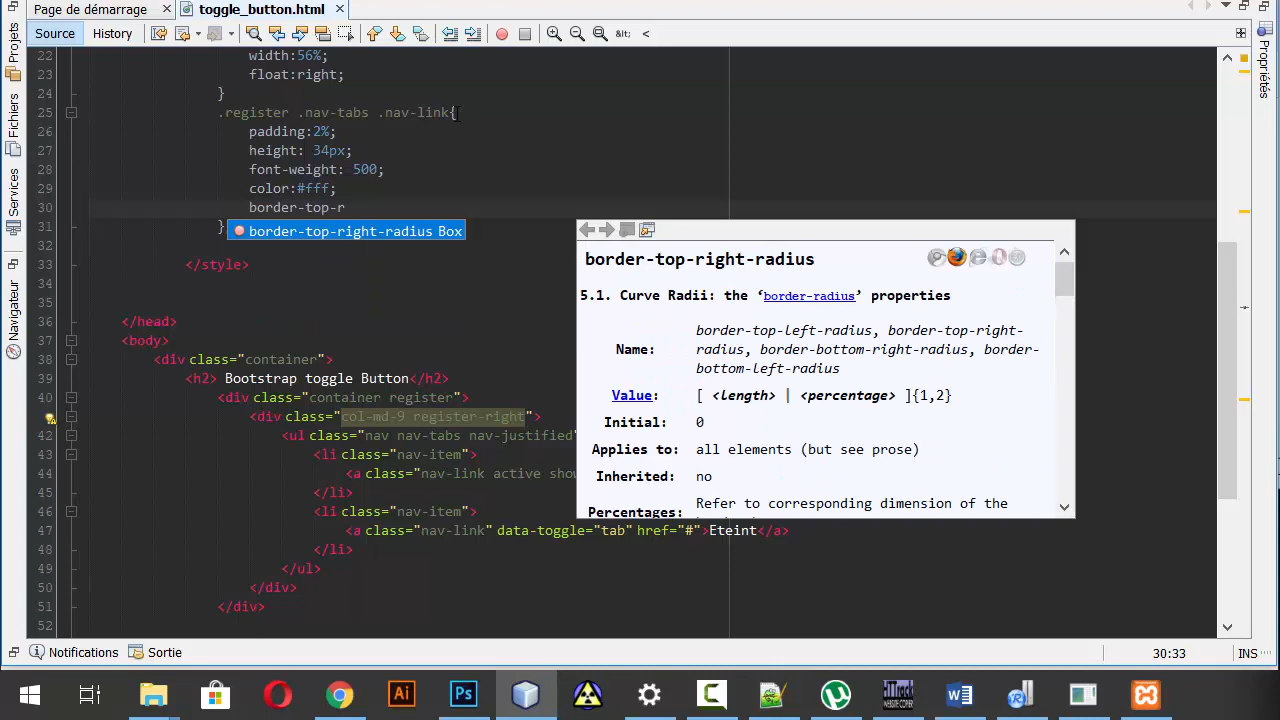 Page de démarrage
toggle_button.html
Source
History
Projets
Fichiers
Services
Navigateur
Propriétés
22 width:56%;
23 float:right;
24 }
25 .register .nav-tabs .nav-link{
26 padding:2%;
27 height: 34px;
28 font-weight: 500;
29 color:#fff;
30 border-top-r
31 }
border-top-right-radius Box
32
33 </style>
34
35
36 </head>
37 <body>
38 <div class="container">
39 <h2> Bootstrap toggle Button</h2>
40 <div class="container register">
<div class="col-md-9 register-right">
42 <ul class="nav nav-tabs nav-justified"
43 <li class="nav-item">
44 <a class="nav-link active show
45 </li>
46 <li class="nav-item">
47 <a class="nav-link" data-toggle="tab" href="#">Eteint</a>
48 </li>
49 </ul>
50 </div>
51 </div>
52
border-top-right-radius
5.1. Curve Radii: the ‘border-radius’ properties
Name: border-top-left-radius, border-top-right-
radius, border-bottom-right-radius, border-
bottom-left-radius
Value: [ <length> | <percentage> ]{1,2}
Initial: 0
Applies to: all elements (but see prose)
Inherited: no
Percentages: Refer to corresponding dimension of the
Notifications
Sortie
30:33
INS